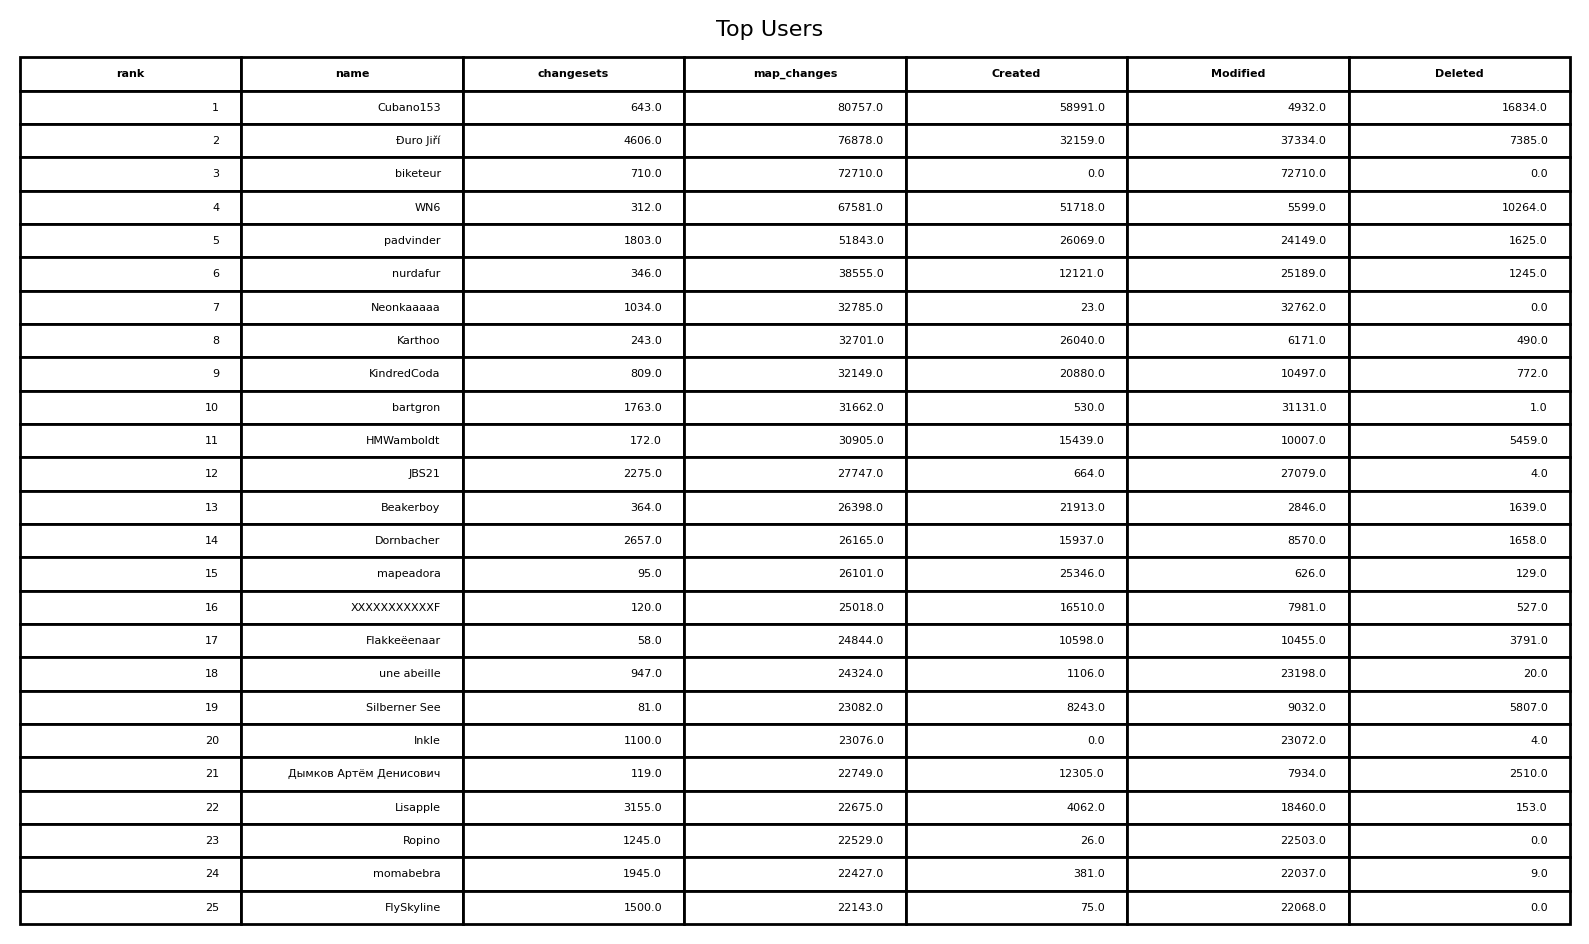 Top Users
rank name changesets map_changes Created Modified Deleted
1 Cubano153 643.0 80757.0 58991.0 4932.0 16834.0
2 Đuro Jiří 4606.0 76878.0 32159.0 37334.0 7385.0
3 biketeur 710.0 72710.0 0.0 72710.0 0.0
4 WN6 312.0 67581.0 51718.0 5599.0 10264.0
5 padvinder 1803.0 51843.0 26069.0 24149.0 1625.0
6 nurdafur 346.0 38555.0 12121.0 25189.0 1245.0
7 Neonkaaaaa 1034.0 32785.0 23.0 32762.0 0.0
8 Karthoo 243.0 32701.0 26040.0 6171.0 490.0
9 KindredCoda 809.0 32149.0 20880.0 10497.0 772.0
10 bartgron 1763.0 31662.0 530.0 31131.0 1.0
11 HMWamboldt 172.0 30905.0 15439.0 10007.0 5459.0
12 JBS21 2275.0 27747.0 664.0 27079.0 4.0
13 Beakerboy 364.0 26398.0 21913.0 2846.0 1639.0
14 Dornbacher 2657.0 26165.0 15937.0 8570.0 1658.0
15 mapeadora 95.0 26101.0 25346.0 626.0 129.0
16 XXXXXXXXXXXF 120.0 25018.0 16510.0 7981.0 527.0
17 Flakkeëenaar 58.0 24844.0 10598.0 10455.0 3791.0
18 une abeille 947.0 24324.0 1106.0 23198.0 20.0
19 Silberner See 81.0 23082.0 8243.0 9032.0 5807.0
20 Inkle 1100.0 23076.0 0.0 23072.0 4.0
21 Дымков Артём Денисович 119.0 22749.0 12305.0 7934.0 2510.0
22 Lisapple 3155.0 22675.0 4062.0 18460.0 153.0
23 Ropino 1245.0 22529.0 26.0 22503.0 0.0
24 momabebra 1945.0 22427.0 381.0 22037.0 9.0
25 FlySkyline 1500.0 22143.0 75.0 22068.0 0.0